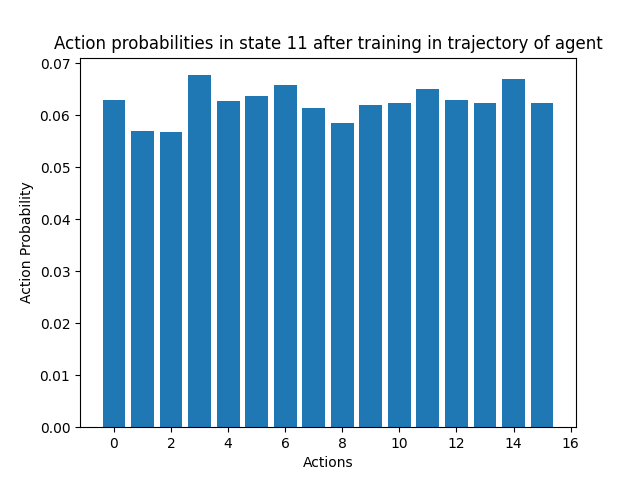 Action probabilities in state 11 after training in trajectory of agent
0.07
0.06
0.05
0.04
0.03
0.02
0.01
0.00
Action Probability
0 2 4 6 8 10 12 14 16
Actions